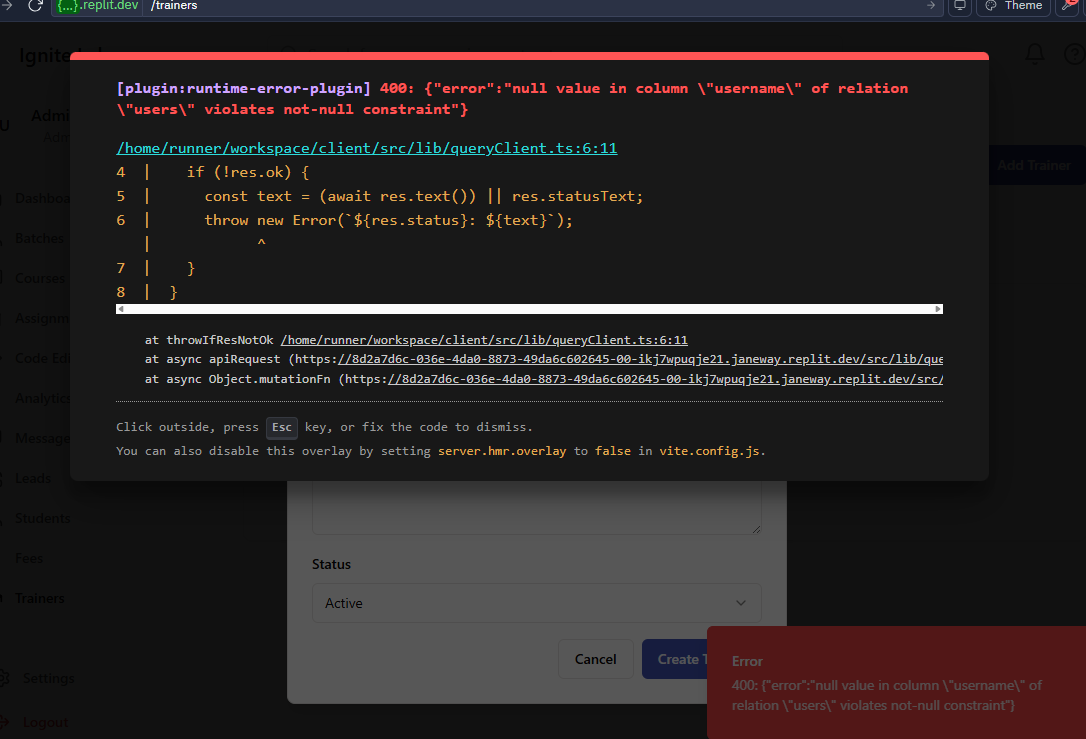 {...}.replit.dev /trainers
Theme
Ignite
Admi
Add Trainer
[plugin:runtime-error-plugin] 400: {"error":"null value in column \"username\" of relation
\"users\" violates not-null constraint"}
/home/runner/workspace/client/src/lib/queryClient.ts:6:11
4 | if (!res.ok) {
5 | const text = (await res.text()) || res.statusText;
6 | throw new Error(`${res.status}: ${text}`);
| ^
7 | }
8 | }
at throwIfResNotOk /home/runner/workspace/client/src/lib/queryClient.ts:6:11
at async apiRequest (https://8d2a7d6c-036e-4da0-8873-49da6c602645-00-ikj7wpuqje21.janeway.replit.dev/src/lib/que
at async Object.mutationFn (https://8d2a7d6c-036e-4da0-8873-49da6c602645-00-ikj7wpuqje21.janeway.replit.dev/src/
Click outside, press Esc key, or fix the code to dismiss.
You can also disable this overlay by setting server.hmr.overlay to false in vite.config.js.
Dashboa
Batches
Courses
Assignm
Code Edi
Analytics
Message
Leads
Students
Fees
Trainers
Settings
Logout
Status
Active
Cancel
Create T
Error
400: {"error":"null value in column \"username\" of
relation \"users\" violates not-null constraint"}